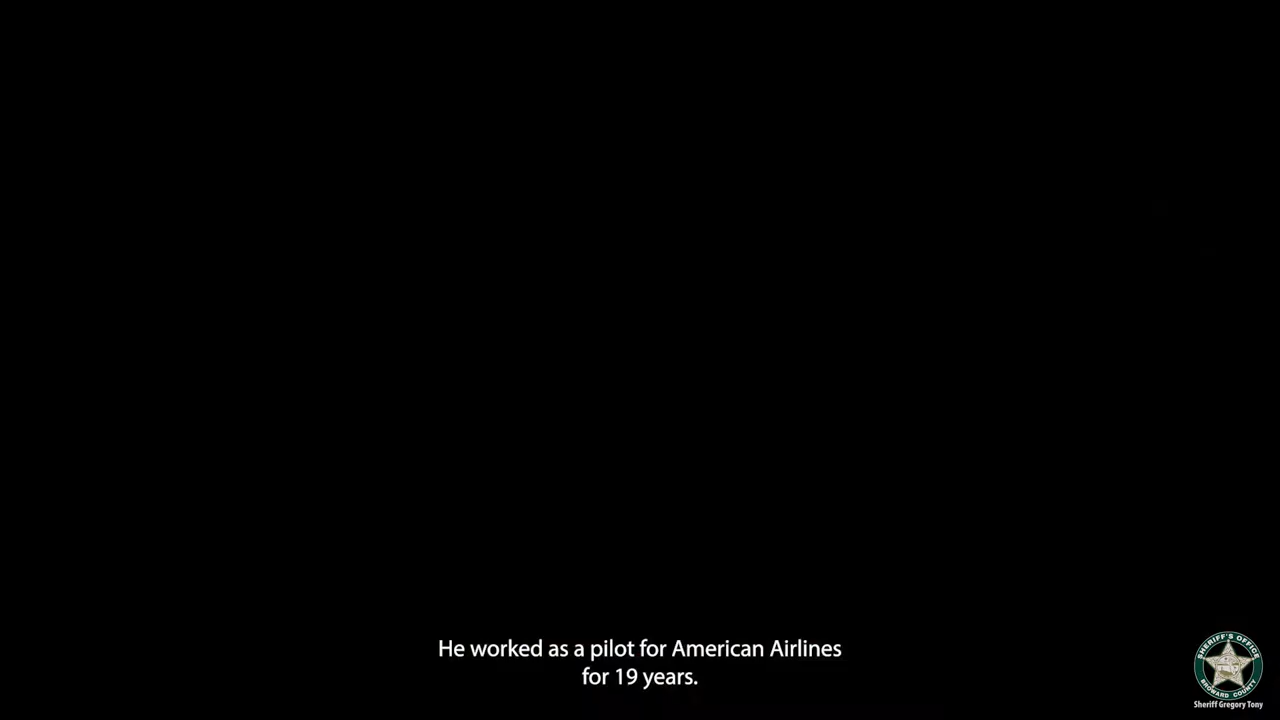 He worked as a pilot for American Airlines
for 19 years.
SHERIFF'S OFFICE
BROWARD COUNTY
Sheriff Gregory Tony